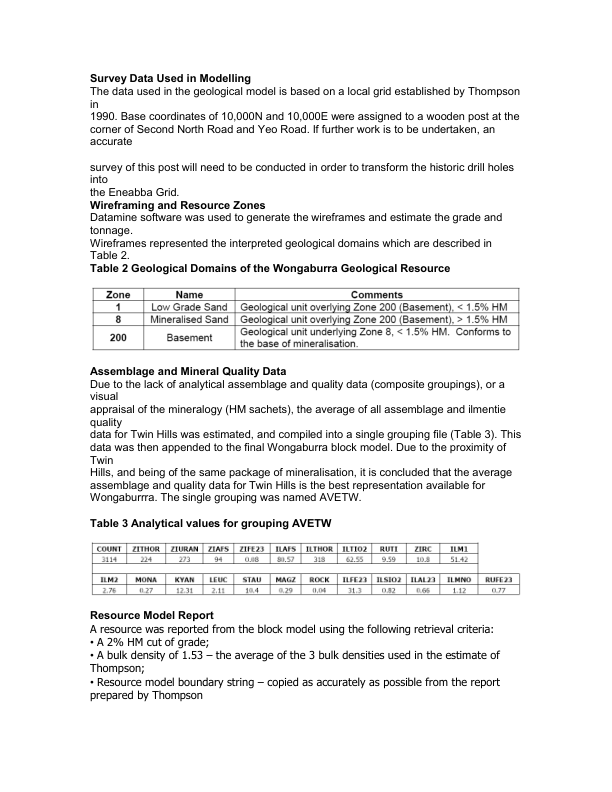 Survey Data Used in Modelling
The data used in the geological model is based on a local grid established by Thompson
in
1990. Base coordinates of 10,000N and 10,000E were assigned to a wooden post at the
corner of Second North Road and Yeo Road. If further work is to be undertaken, an
accurate
survey of this post will need to be conducted in order to transform the historic drill holes
into
the Eneabba Grid.
Wireframing and Resource Zones
Datamine software was used to generate the wireframes and estimate the grade and
tonnage.
Wireframes represented the interpreted geological domains which are described in
Table 2.
Table 2 Geological Domains of the Wongaburra Geological Resource
Zone Name Comments
1 Low Grade Sand Geological unit overlying Zone 200 (Basement), < 1.5% HM
8 Mineralised Sand Geological unit overlying Zone 200 (Basement), > 1.5% HM
200 Basement Geological unit underlying Zone 8, < 1.5% HM. Conforms to
the base of mineralisation.
Assemblage and Mineral Quality Data
Due to the lack of analytical assemblage and quality data (composite groupings), or a
visual
appraisal of the mineralogy (HM sachets), the average of all assemblage and ilmentie
quality
data for Twin Hills was estimated, and compiled into a single grouping file (Table 3). This
data was then appended to the final Wongaburra block model. Due to the proximity of
Twin
Hills, and being of the same package of mineralisation, it is concluded that the average
assemblage and quality data for Twin Hills is the best representation available for
Wongaburrra. The single grouping was named AVETW.
Table 3 Analytical values for grouping AVETW
COUNT ZITHOR ZIURAN ZIAFS ZIFE23 ILAFS ILTHOR ILTIO2 RUTI ZIRC ILM1
3114 224 273 94 0.08 80.57 318 62.55 9.59 10.8 51.42
ILM2 MONA KYAN LEUC STAU MAGZ ROCK ILFE23 ILSIO2 ILAL23 ILMNO RUFE23
2.76 0.27 12.31 2.11 10.4 0.29 0.04 31.3 0.82 0.66 1.12 0.77
Resource Model Report
A resource was reported from the block model using the following retrieval criteria:
• A 2% HM cut of grade;
• A bulk density of 1.53 – the average of the 3 bulk densities used in the estimate of
Thompson;
• Resource model boundary string – copied as accurately as possible from the report
prepared by Thompson